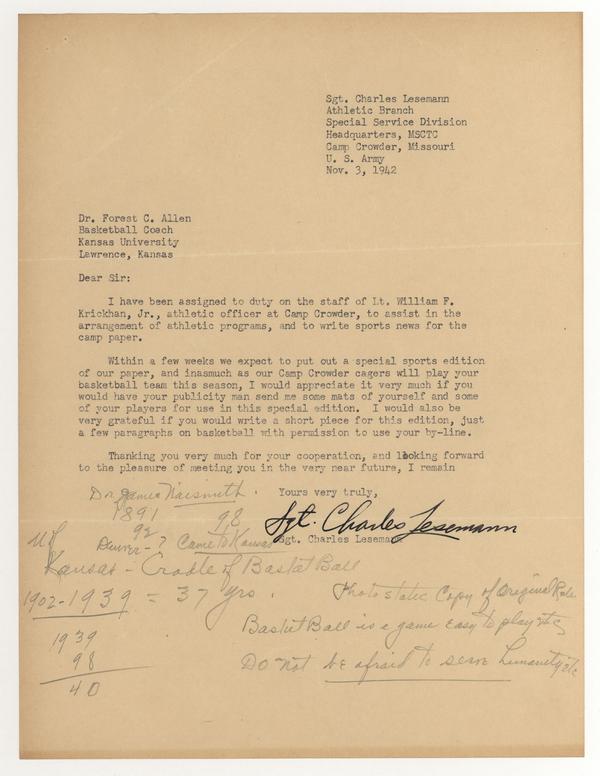 Sgt. Charles Lesemann
Athletic Branch
Special Service Division
Headquarters, MSCTC
Camp Crowder, Missouri
U. S. Army
Nov. 3, 1942
Dr. Forest C. Allen
Basketball Coach
Kansas University
Lawrence, Kansas
Dear Sir:
I have been assigned to duty on the staff of Lt. William F.
Krickhan, Jr., athletic officer at Camp Crowder, to assist in the
arrangement of athletic programs, and to write sports news for the
camp paper.
Within a few weeks we expect to put out a special sports edition
of our paper, and inasmuch as our Camp Crowder cagers will play your
basketball team this season, I would appreciate it very much if you
would have your publicity man send me some mats of yourself and some
of your players for use in this special edition. I would also be
very grateful if you would write a short piece for this edition, just
a few paragraphs on basketball with permission to use your by-line.
Thanking you very much for your cooperation, and looking forward
to the pleasure of meeting you in the very near future, I remain
Yours very truly,
Sgt. Charles Lesemann
Sgt. Charles Lesemann
Dr. James Naismith.
1891 98
92
Denver-? Came to Kansas
U of
Kansas - Cradle of Basket Ball
1902-1939 = 37 yrs.
Photostatic Copy of Original Rule
1939
98
40
Basket Ball is a game easy to play etc
Do not be afraid to serve humanity etc